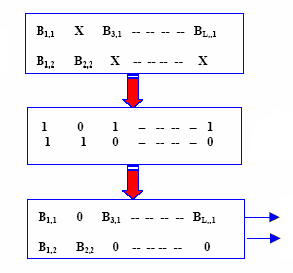 B1,1 X B3,1 -- -- -- -- BL,,1
B1,2 B2,2 X -- -- -- -- X
1 0 1 – -- -- – 1
1 1 0 – -- -- – 0
B1,1 0 B3,1 -- -- -- -- BL,,1
B1,2 B2,2 0 -- -- -- -- 0